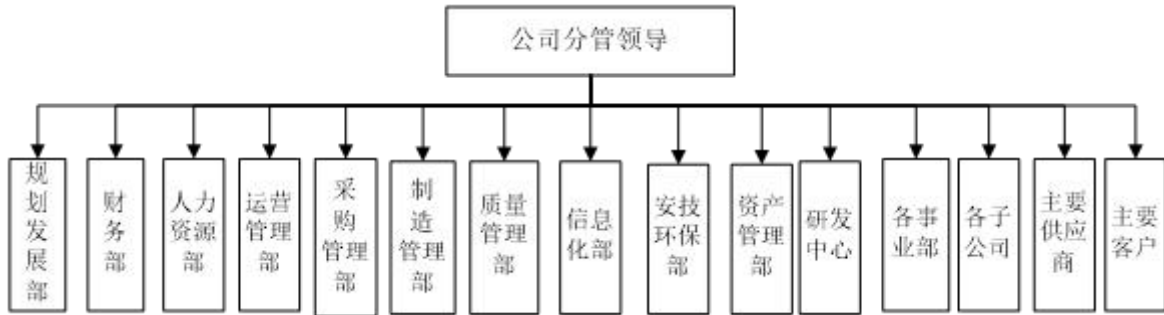 公司分管领导
规
划
发
展
部
财
务
部
人力
资源
部
运营
管理
部
采
购
管理
部
制
造
管理
部
质量
管理
部
信息
化部
安技
环保
部
资产
管理
部
研发
中心
各事
业部
各子
公司
主要
供应
商
主要
客户